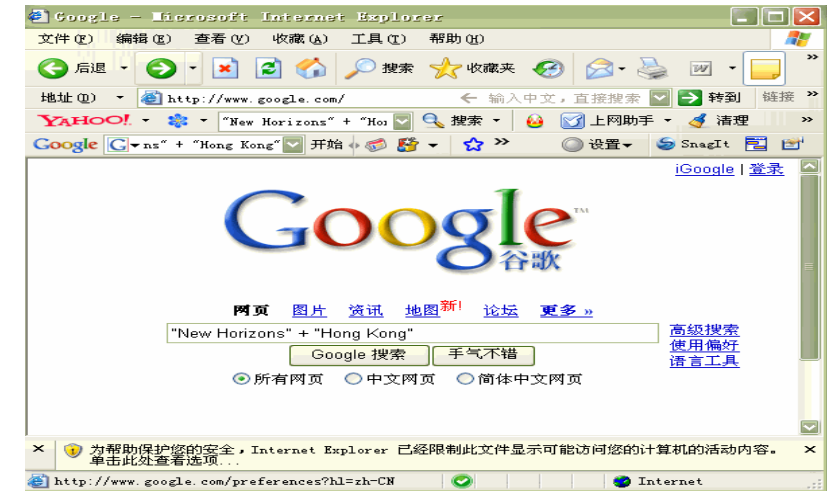 Google - Microsoft Internet Explorer
文件(F) 编辑(E) 查看(V) 收藏(A) 工具(T) 帮助(H)
后退 搜索 收藏夹 W »
地址(D) http://www.google.com/ 输入中文，直接搜索 转到 链接 »
YAHOO! "New Horizons" + "Hon 搜索 上网助手 清理 »
Google G ns" + "Hong Kong" 开始 » 设置 SnagIt
iGoogle | 登录
Google™
谷歌
网页 图片 资讯 地图新! 论坛 更多 »
"New Horizons" + "Hong Kong" 高级搜索
使用偏好
Google 搜索 手气不错 语言工具
所有网页 中文网页 简体中文网页
× 为帮助保护您的安全，Internet Explorer 已经限制此文件显示可能访问您的计算机的活动内容。 ×
单击此处查看选项...
http://www.google.com/preferences?hl=zh-CN Internet